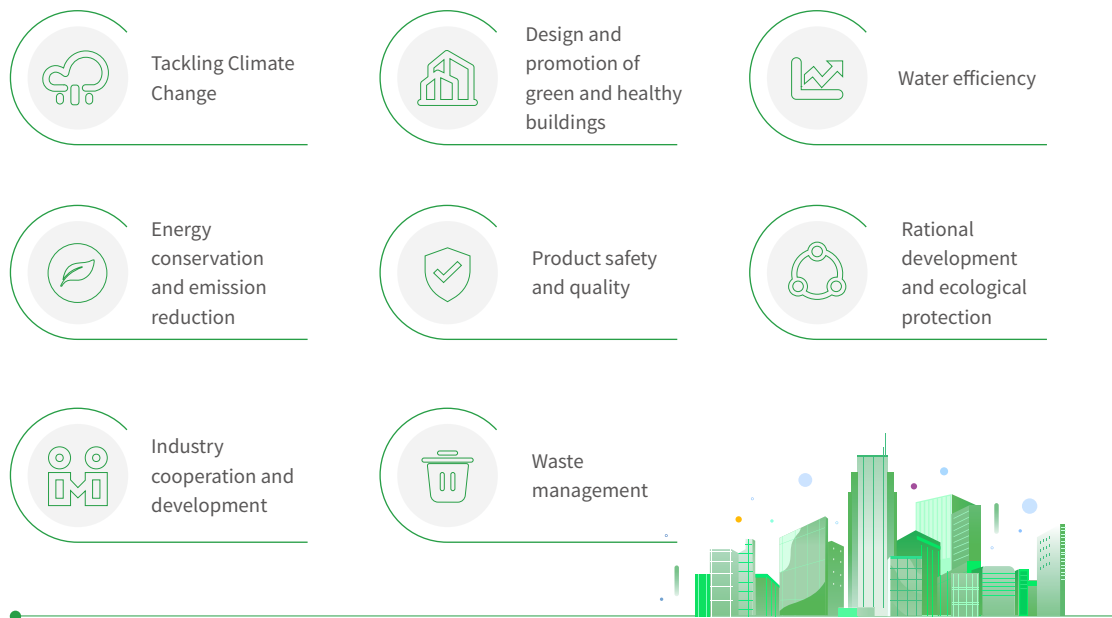 Tackling Climate
Change
Design and
promotion of
green and healthy
buildings
Water efficiency
Energy
conservation
and emission
reduction
Product safety
and quality
Rational
development
and ecological
protection
Industry
cooperation and
development
Waste
management